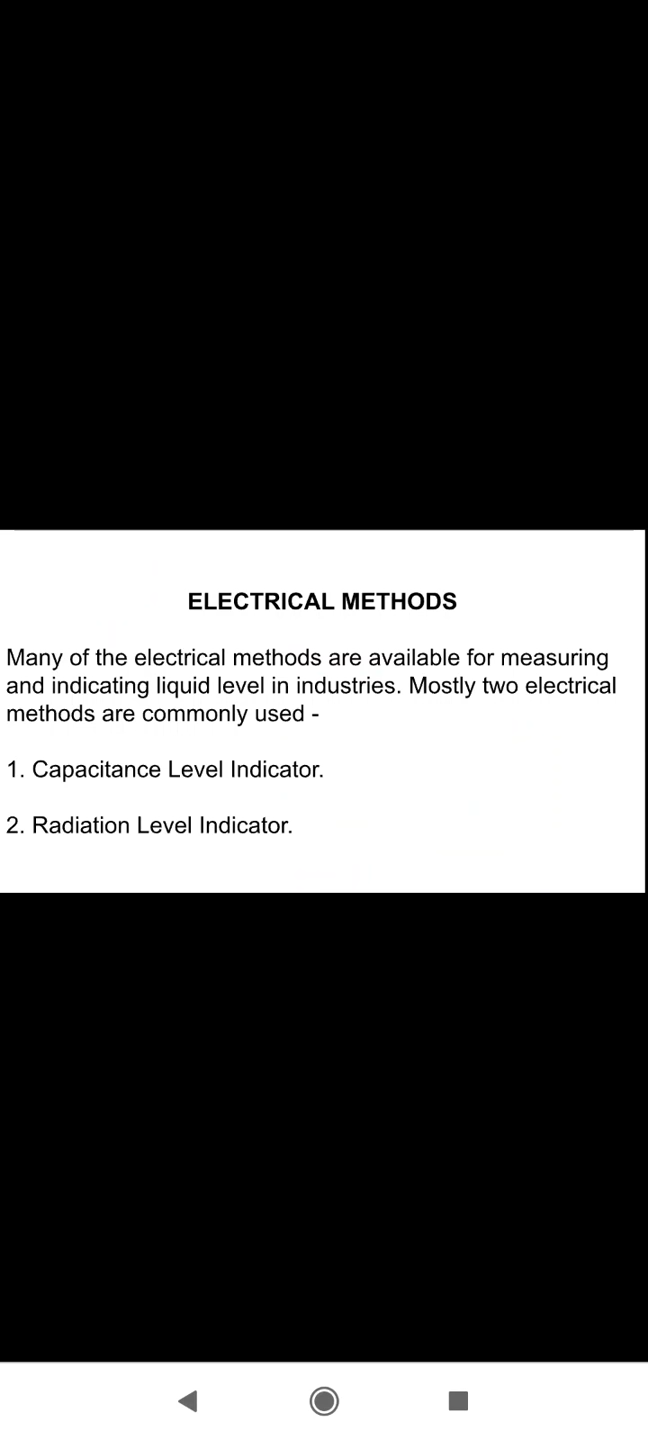 ELECTRICAL METHODS
Many of the electrical methods are available for measuring
and indicating liquid level in industries. Mostly two electrical
methods are commonly used -
1. Capacitance Level Indicator.
2. Radiation Level Indicator.